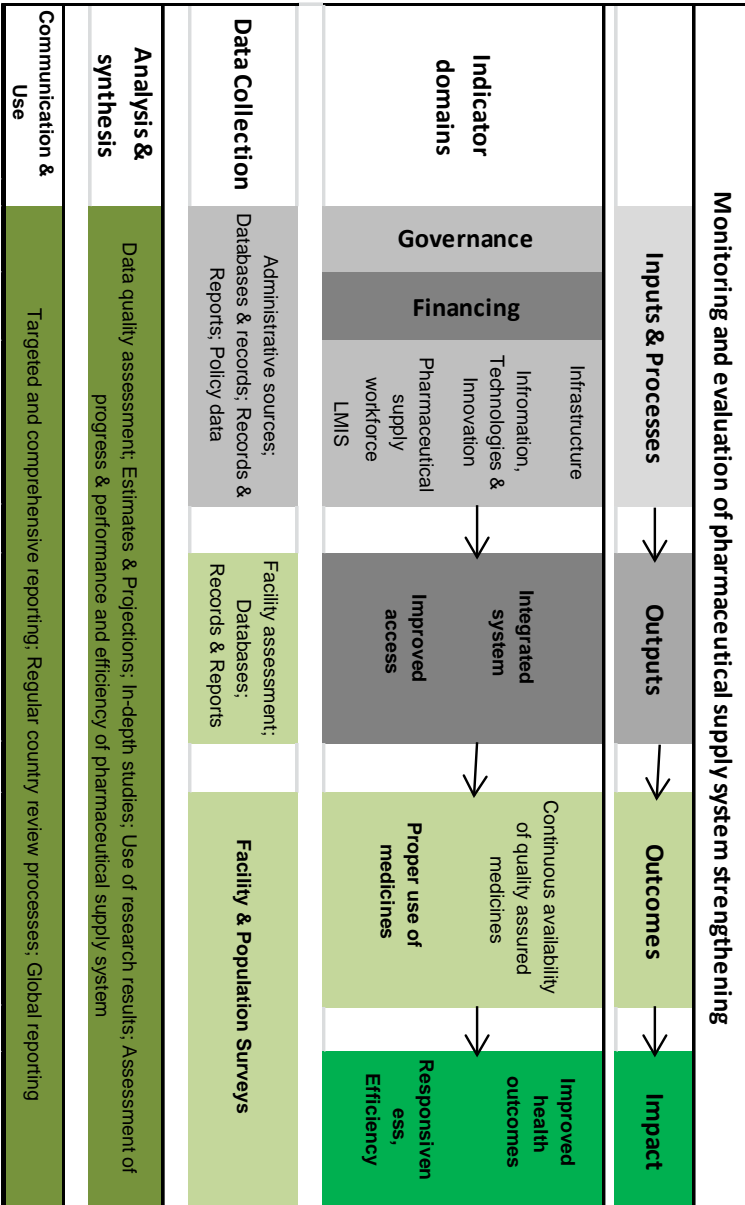 Monitoring and evaluation of pharmaceutical supply system strengthening
Inputs & Processes
Outputs
Outcomes
Impact
Indicator
domains
Governance
Financing
Infrastructure
Infromation,
Technologies &
Innovation
Pharmaceutical
supply
workforce
LMIS
Integrated
system
Improved
access
Continuous availability
of quality assured
medicines
Proper use of
medicines
Improved
health
outcomes
Responsiven
ess,
Efficiency
Data Collection
Administrative sources;
Databases & records; Records &
Reports; Policy data
Facility assessment;
Databases;
Records & Reports
Facility & Population Surveys
Analysis &
synthesis
Data quality assessment; Estimates & Projections; In-depth studies; Use of research results; Assessment of
progress & performance and efficiency of pharmaceutical supply system
Communication &
Use
Targeted and comprehensive reporting; Regular country review processes; Global reporting